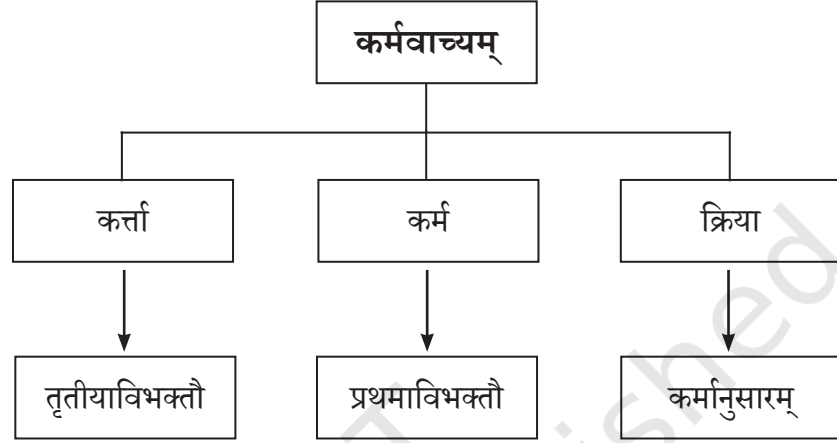 कर्मवाच्यम्
कर्त्ता कर्म क्रिया
तृतीयाविभक्तौ प्रथमाविभक्तौ कर्मानुसारम्